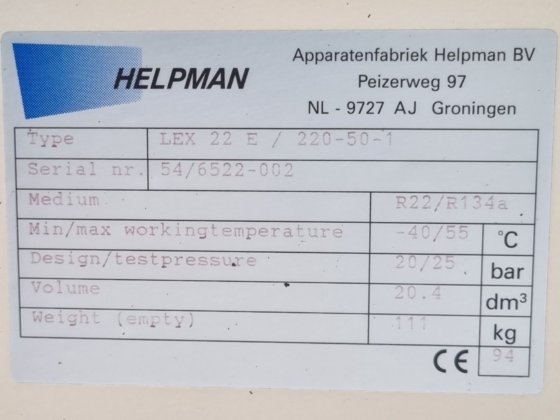 HELPMAN
Apparatenfabriek Helpman BV
Peizerweg 97
NL - 9727 AJ Groningen
Type LEX 22 E / 220-50-1
Serial nr. 54/6522-002
Medium R22/R134a
Min/max workingtemperature -40/55 °C
Design/testpressure 20/25 bar
Volume 20.4 dm³
Weight (empty) 111 kg
CE 94